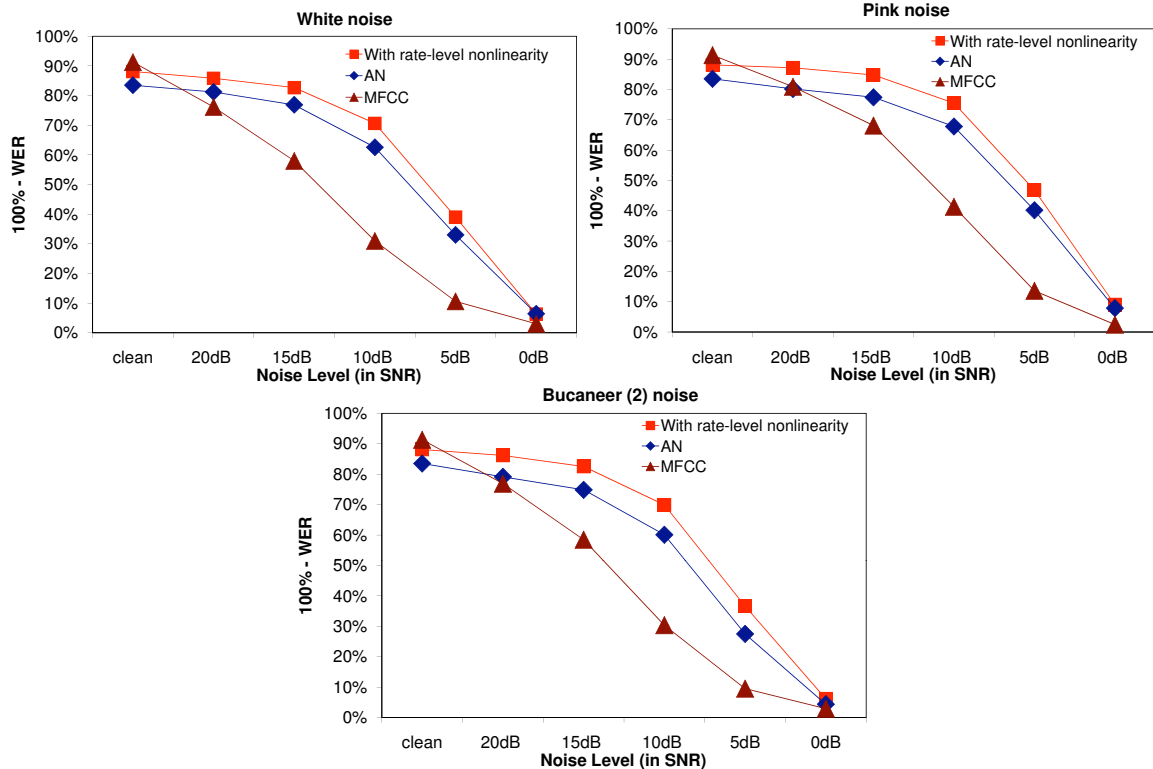 White noise
100%
90%
80%
70%
60%
50%
40%
30%
20%
10%
0%
100% - WER
With rate-level nonlinearity
AN
MFCC
clean 20dB 15dB 10dB 5dB 0dB
Noise Level (in SNR)
Pink noise
100%
90%
80%
70%
60%
50%
40%
30%
20%
10%
0%
100% - WER
With rate-level nonlinearity
AN
MFCC
clean 20dB 15dB 10dB 5dB 0dB
Noise Level (in SNR)
Bucaneer (2) noise
100%
90%
80%
70%
60%
50%
40%
30%
20%
10%
0%
100% - WER
With rate-level nonlinearity
AN
MFCC
clean 20dB 15dB 10dB 5dB 0dB
Noise Level (in SNR)